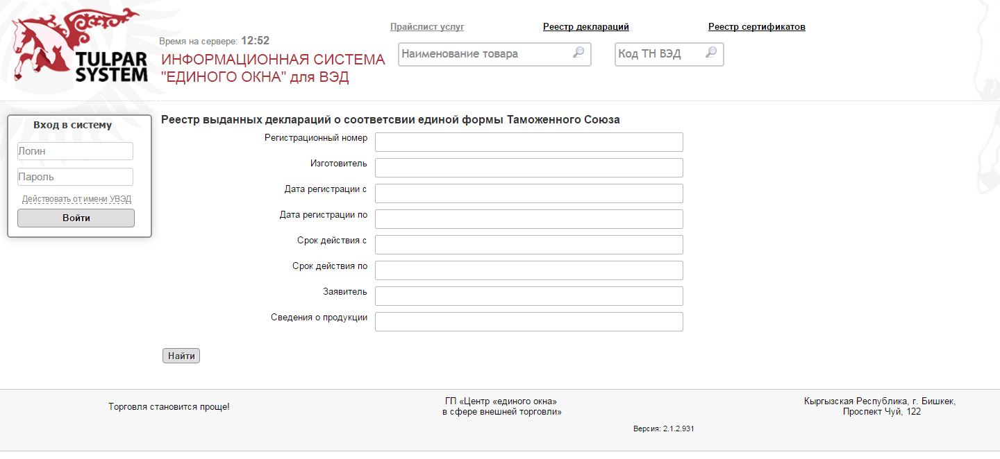 TULPAR
SYSTEM
Время на сервере: 12:52
ИНФОРМАЦИОННАЯ СИСТЕМА
"ЕДИНОГО ОКНА" для ВЭД
Прайслист услуг
Реестр деклараций
Реестр сертификатов
Наименование товара
Код ТН ВЭД
Вход в систему
Логин
Пароль
Действовать от имени УВЭД
Войти
Реестр выданных деклараций о соответсвии единой формы Таможенного Союза
Регистрационный номер
Изготовитель
Дата регистрации с
Дата регистрации по
Срок действия с
Срок действия по
Заявитель
Сведения о продукции
Найти
Торговля становится проще!
ГП «Центр «единого окна»
в сфере внешней торговли»
Версия: 2.1.2.931
Кыргызская Республика, г. Бишкек,
Проспект Чуй, 122